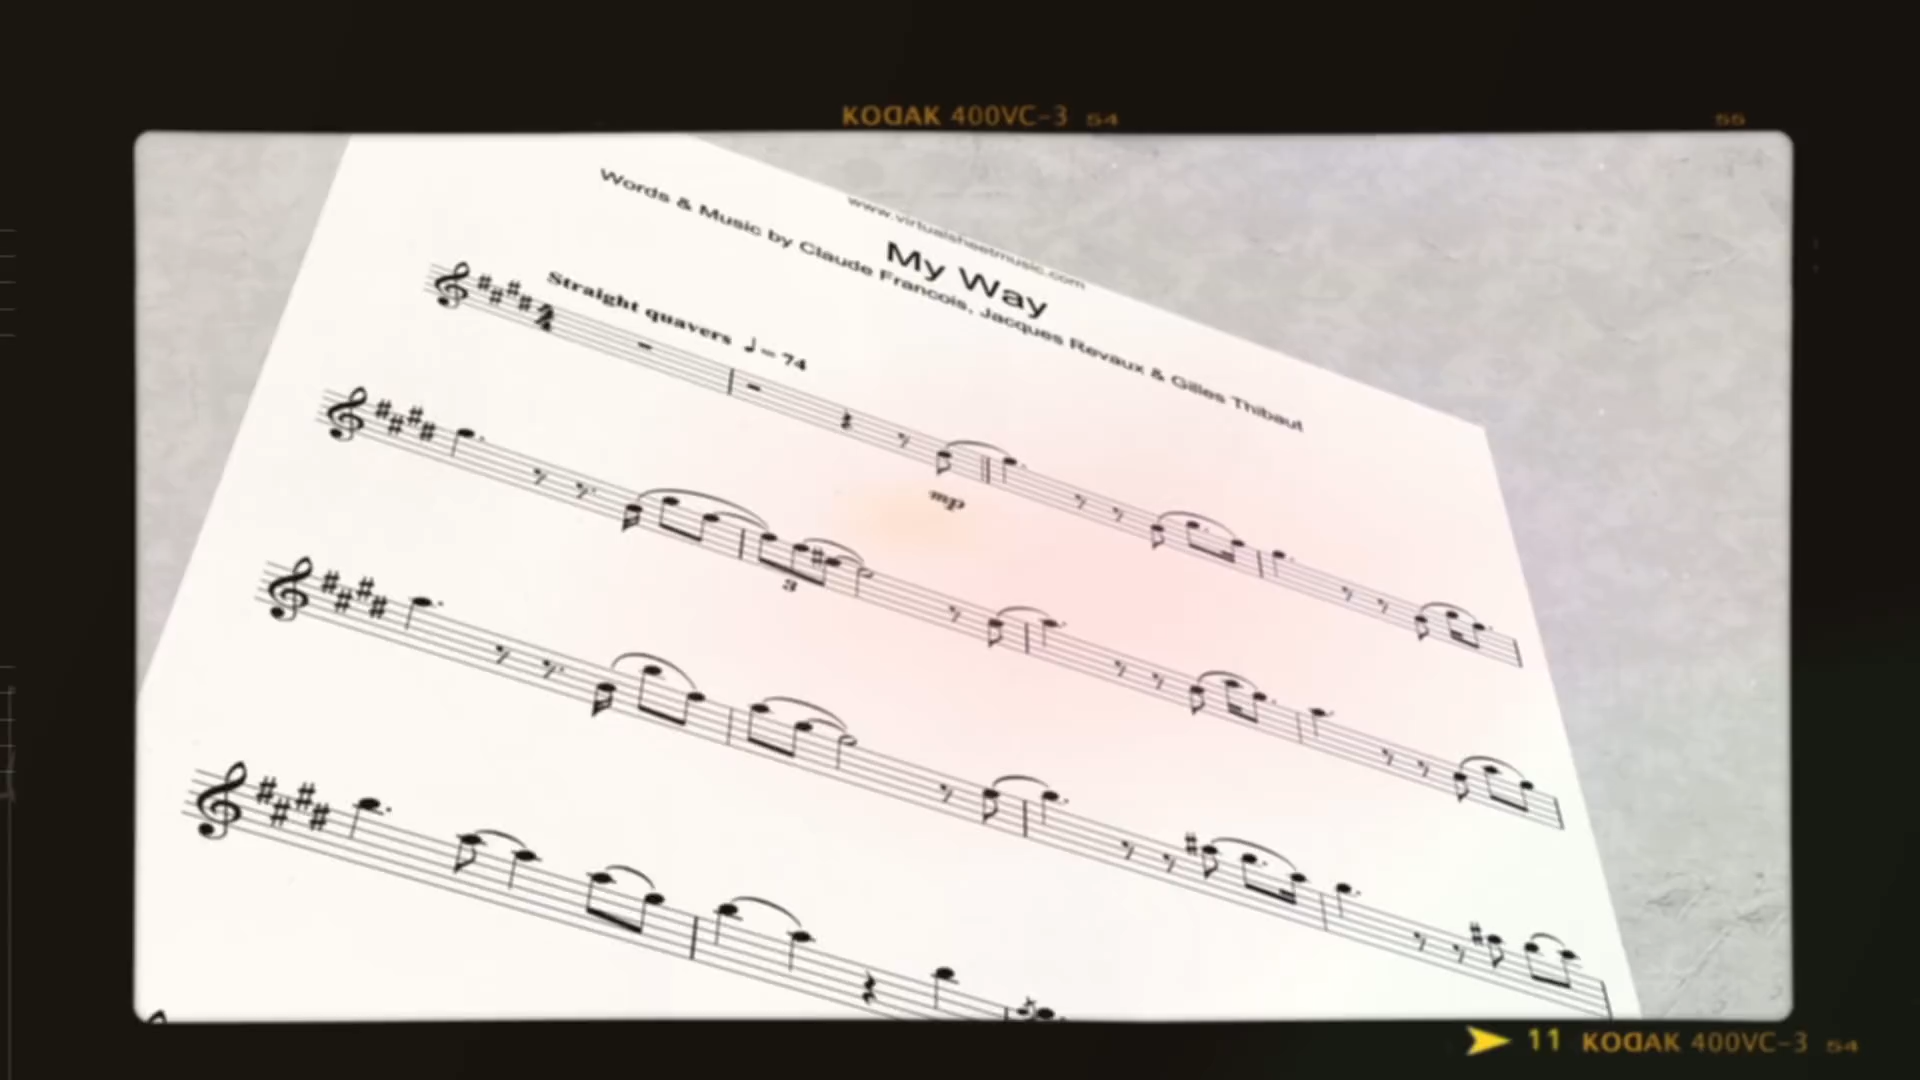 KODAK 400VC-3 54
55
www.virtualsheetmusic.com
My Way
Words & Music by Claude Francois, Jacques Revaux & Gilles Thibaut
Straight quavers ♩ = 74
mp
3
11 KODAK 400VC-3 54